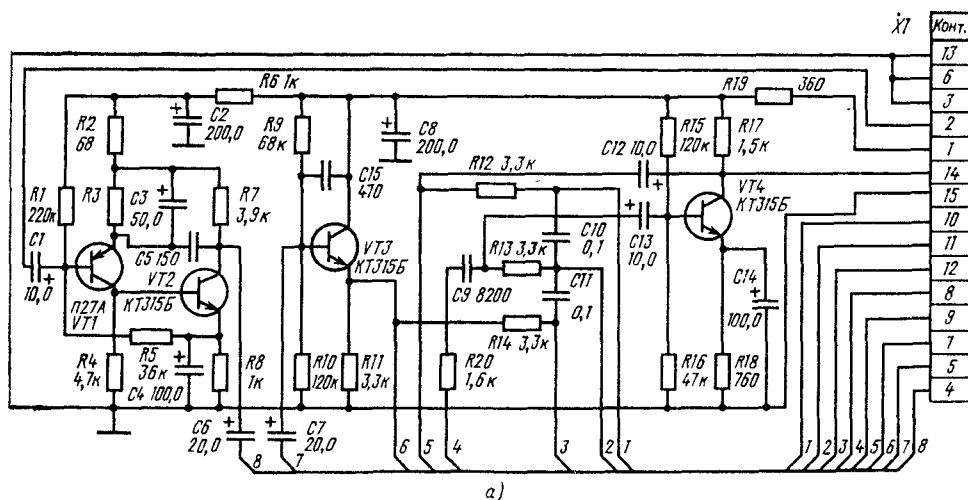 Х1
Конт.
13
6
3
2
1
14
15
10
11
12
8
9
7
5
4
R6 1к
R19
360
R2
68
C2
200,0
R9
68к
C8
200,0
C12 10,0
R15
120к
R17
1,5к
R1
220к
R3
C3
50,0
R7
3,9к
C15
470
R12 3,3к
VT4
КТ315Б
C1
10,0
C5 150
VT2
КТ315Б
VT3
КТ315Б
R13 3,3к
C9 8200
C10
0,1
C13
10,0
C11
0,1
C14
100,0
П27А
VT1
R5
36к
R4
4,7к
C4 100,0
R8
1к
R10
120к
R11
3,3к
R14 3,3к
R20
1,6к
R16
47к
R18
760
C6
20,0
C7
20,0
8
7
6
5
4
3
2
1
1
2
3
4
5
6
7
8
а)